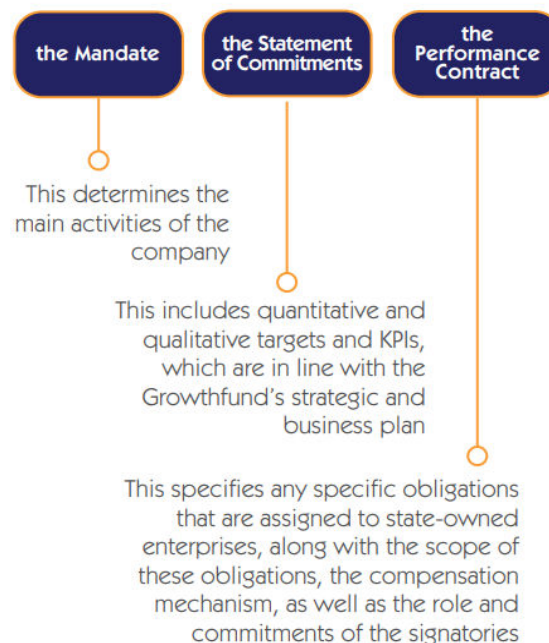 the Mandate
the Statement
of Commitments
the
Performance
Contract
This determines the
main activities of the
company
This includes quantitative and
qualitative targets and KPIs,
which are in line with the
Growthfund's strategic and
business plan
This specifies any specific obligations
that are assigned to state-owned
enterprises, along with the scope of
these obligations, the compensation
mechanism, as well as the role and
commitments of the signatories